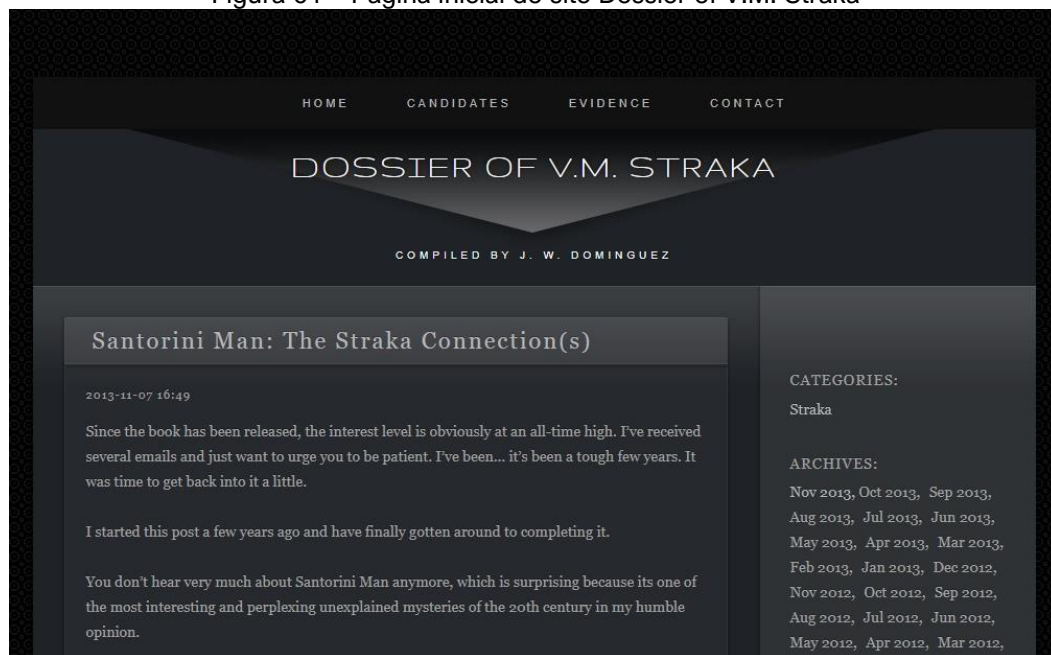 Figura – Página inicial do site Dossier of V.M. Straka
HOME CANDIDATES EVIDENCE CONTACT
DOSSIER OF V.M. STRAKA
COMPILED BY J. W. DOMINGUEZ
Santorini Man: The Straka Connection(s)
2013-11-07 16:49
Since the book has been released, the interest level is obviously at an all-time high. I've received
several emails and just want to urge you to be patient. I've been... it's been a tough few years. It
was time to get back into it a little.
I started this post a few years ago and have finally gotten around to completing it.
You don't hear very much about Santorini Man anymore, which is surprising because its one of
the most interesting and perplexing unexplained mysteries of the 20th century in my humble
opinion.
CATEGORIES:
Straka
ARCHIVES:
Nov 2013, Oct 2013, Sep 2013,
Aug 2013, Jul 2013, Jun 2013,
May 2013, Apr 2013, Mar 2013,
Feb 2013, Jan 2013, Dec 2012,
Nov 2012, Oct 2012, Sep 2012,
Aug 2012, Jul 2012, Jun 2012,
May 2012, Apr 2012, Mar 2012,